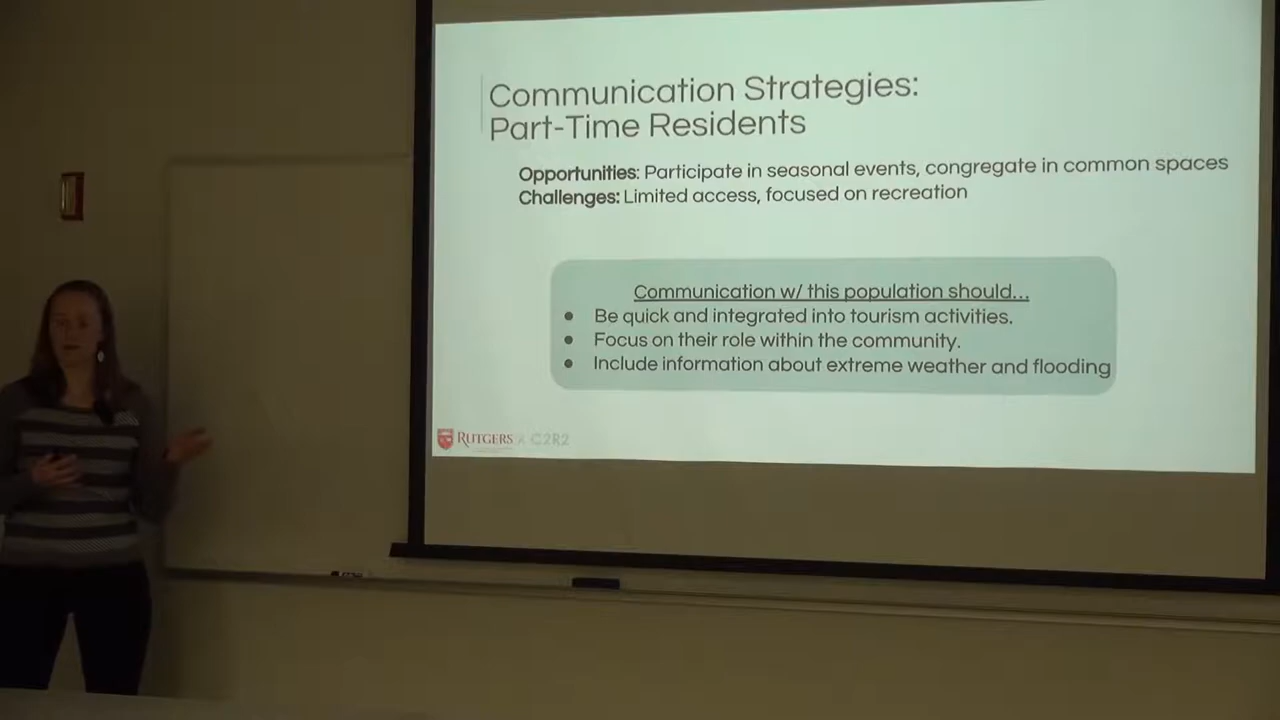 Communication Strategies:
Part-Time Residents
Opportunities: Participate in seasonal events, congregate in common spaces
Challenges: Limited access, focused on recreation
Communication w/ this population should...
• Be quick and integrated into tourism activities.
• Focus on their role within the community.
• Include information about extreme weather and flooding
RUTGERS C2R2